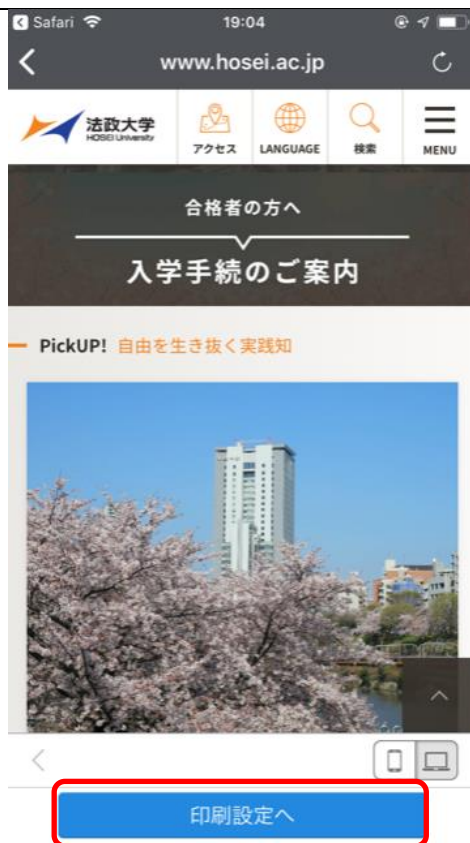 Safari 19:04
www.hosei.ac.jp
法政大学
HOSEI University
アクセス LANGUAGE 検索 MENU
合格者の方へ
入学手続のご案内
PickUP! 自由を生き抜く実践知
印刷設定へ